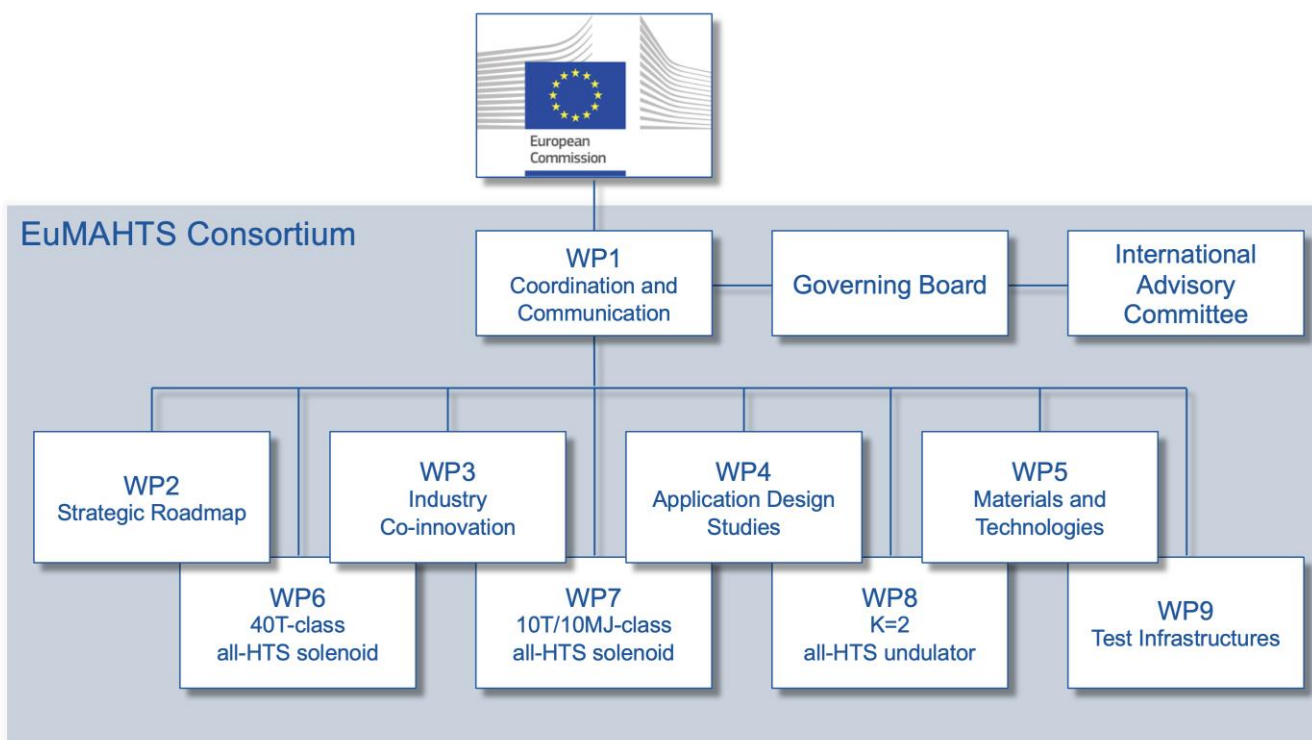 European
Commission
EuMAHTS Consortium
WP1
Coordination and
Communication
Governing Board
International
Advisory
Committee
WP2
Strategic Roadmap
WP3
Industry
Co-innovation
WP4
Application Design
Studies
WP5
Materials and
Technologies
WP6
40T-class
all-HTS solenoid
WP7
10T/10MJ-class
all-HTS solenoid
WP8
K=2
all-HTS undulator
WP9
Test Infrastructures